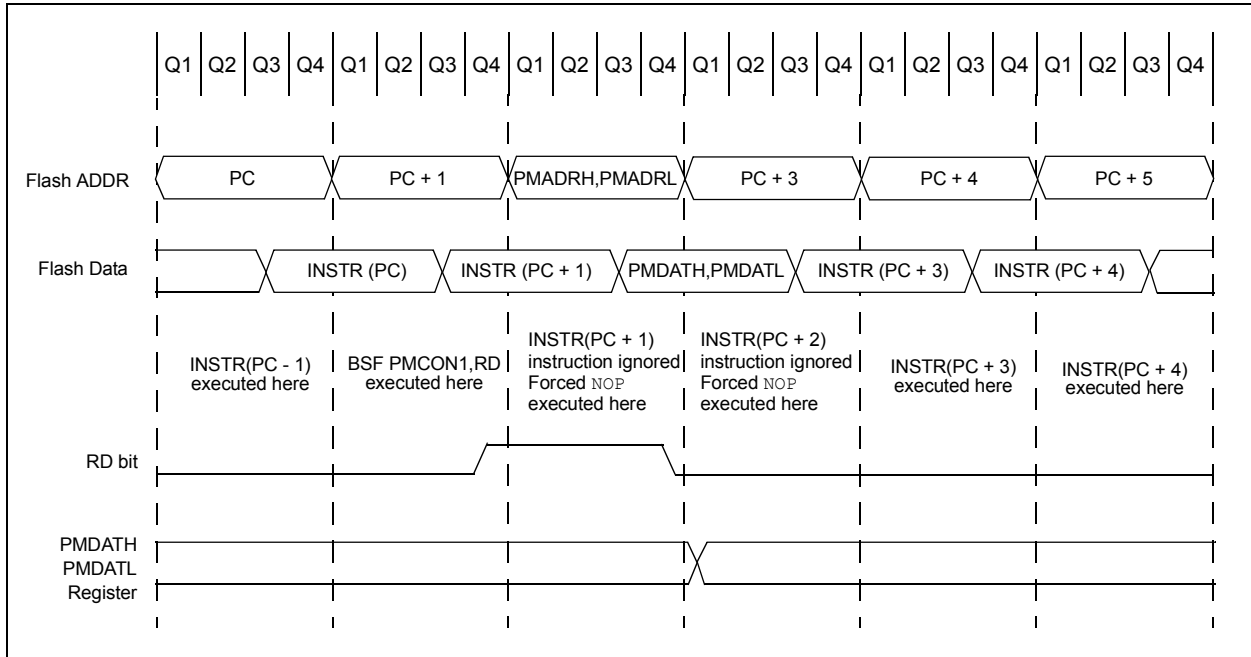 Q1 Q2 Q3 Q4 Q1 Q2 Q3 Q4 Q1 Q2 Q3 Q4 Q1 Q2 Q3 Q4 Q1 Q2 Q3 Q4 Q1 Q2 Q3 Q4
Flash ADDR PC PC + 1 PMADRH,PMADRL PC + 3 PC + 4 PC + 5
Flash Data INSTR (PC) INSTR (PC + 1) PMDATH,PMDATL INSTR (PC + 3) INSTR (PC + 4)
INSTR(PC - 1)
executed here
BSF PMCON1,RD
executed here
INSTR(PC + 1)
instruction ignored
Forced NOP
executed here
INSTR(PC + 2)
instruction ignored
Forced NOP
executed here
INSTR(PC + 3)
executed here
INSTR(PC + 4)
executed here
RD bit
PMDATH
PMDATL
Register